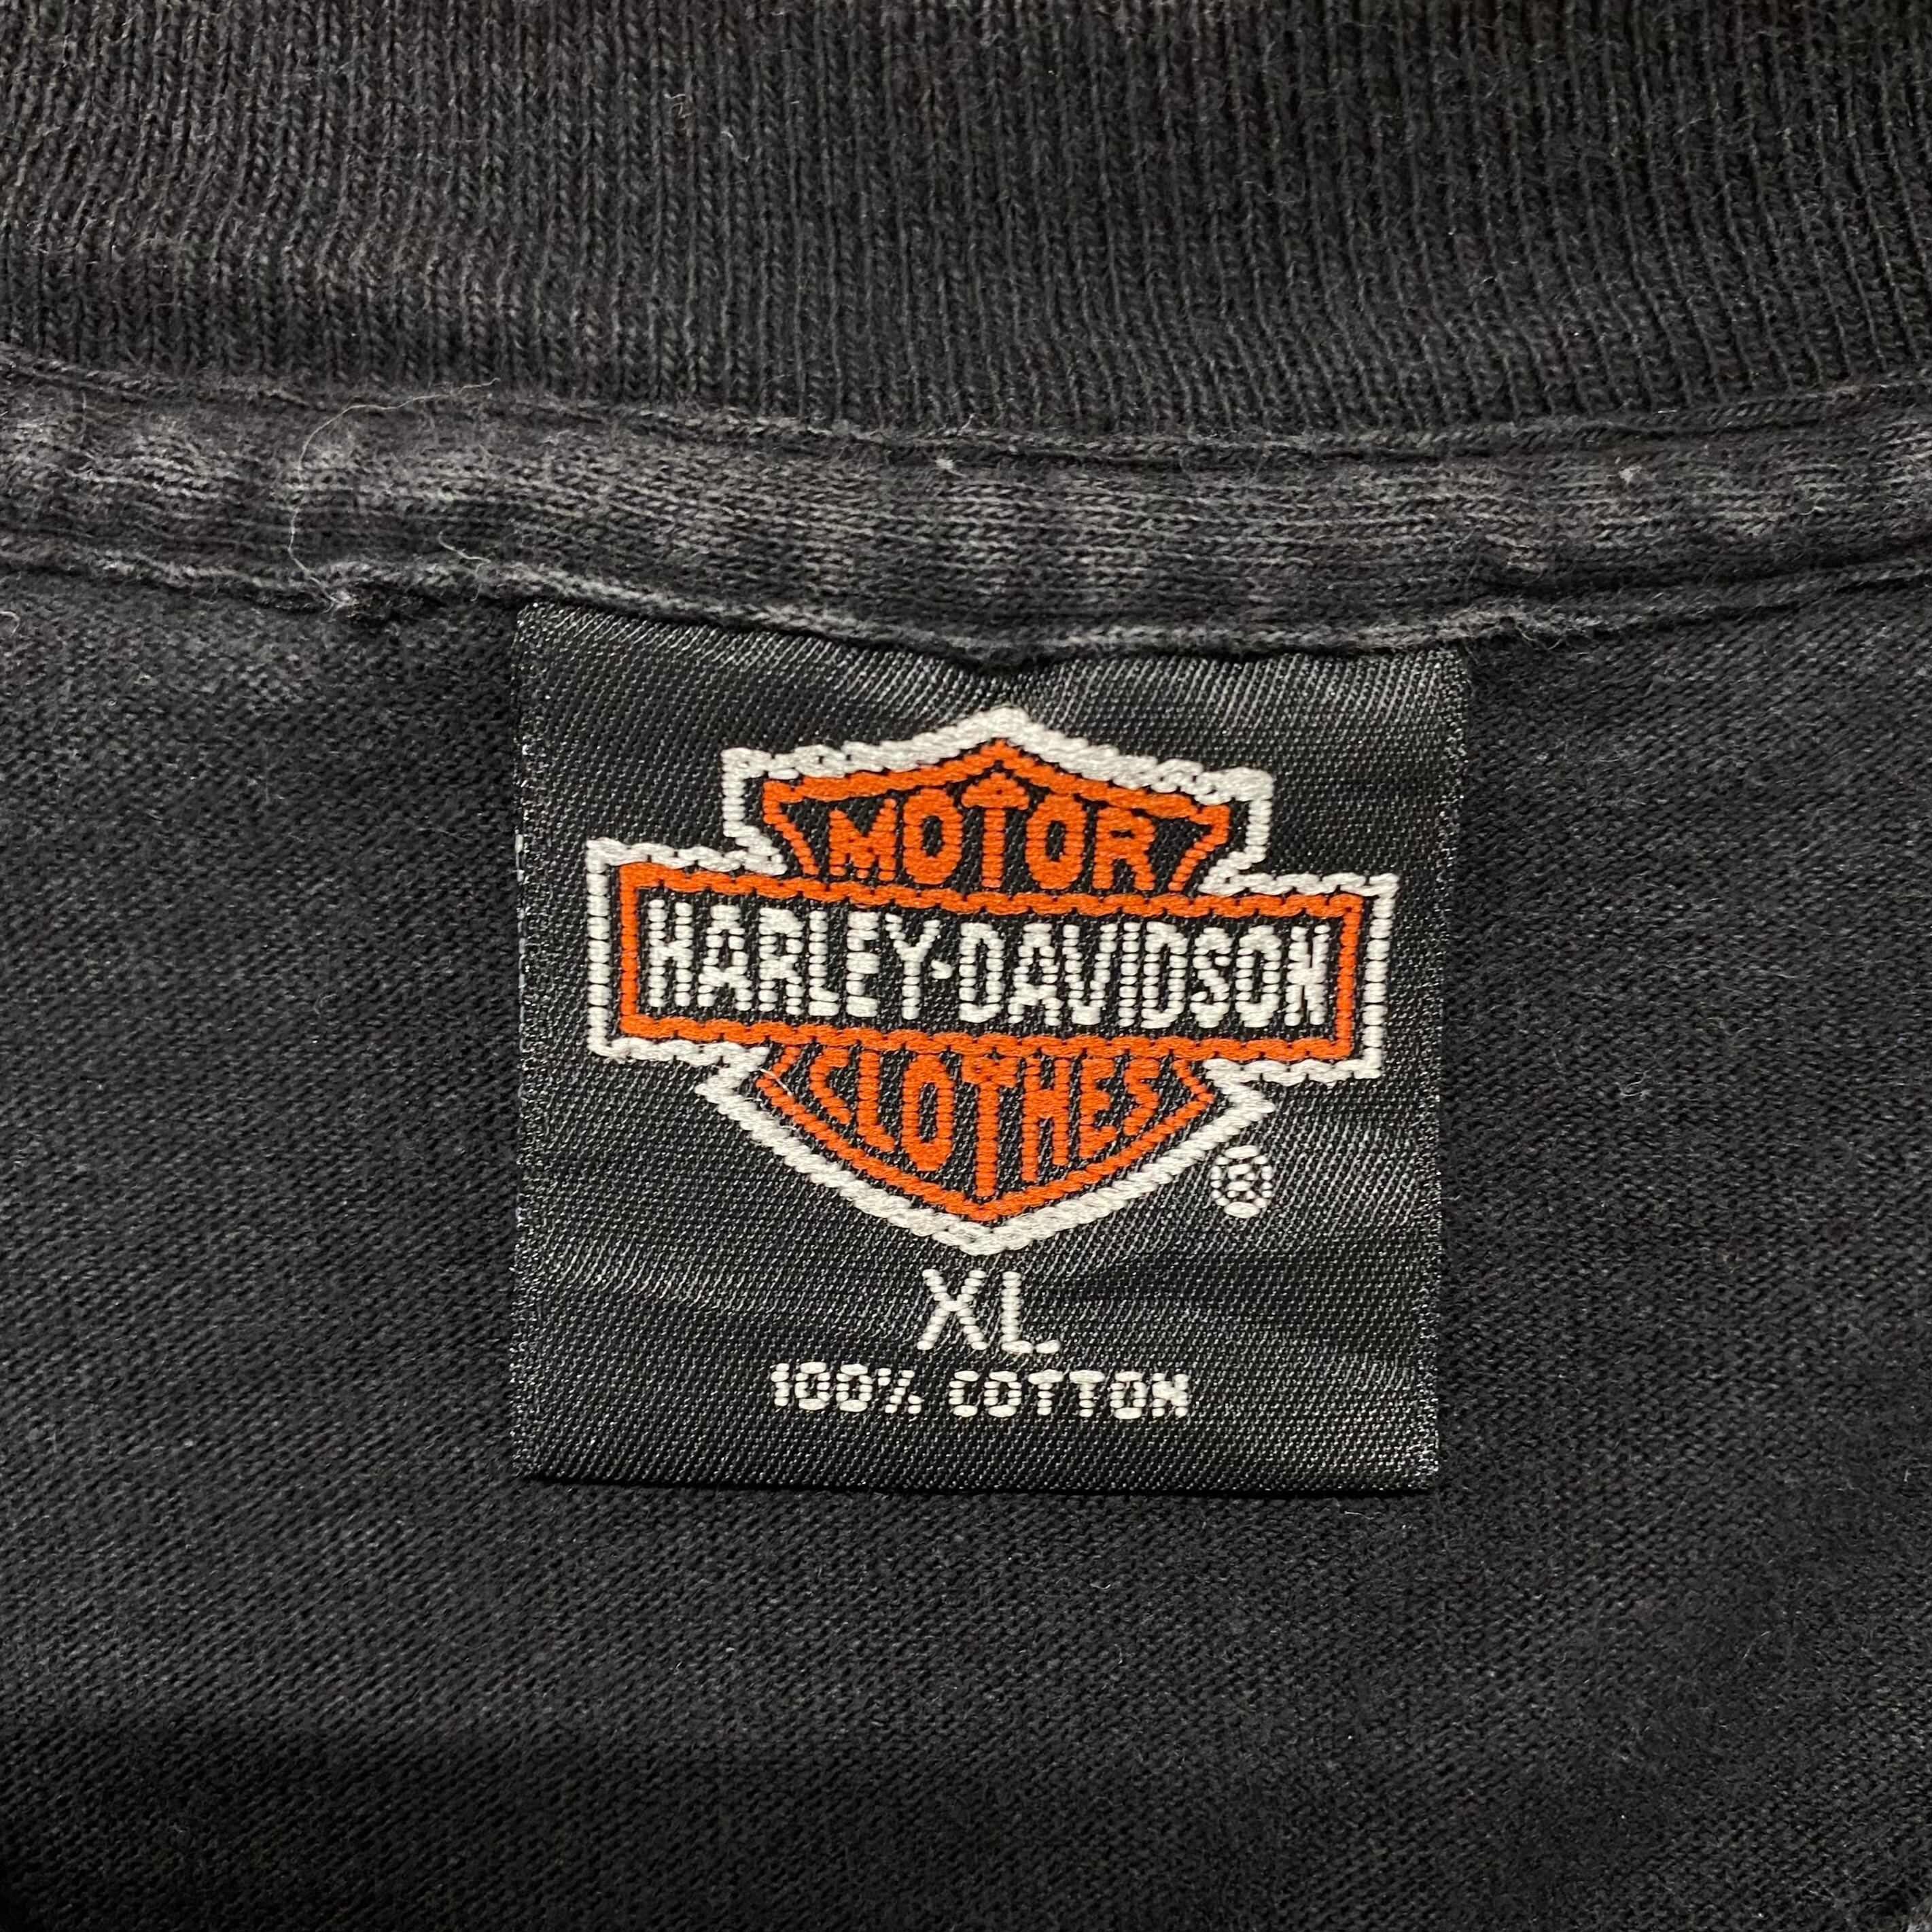 MOTOR
HARLEY-DAVIDSON
CLOTHES
®
XL
100% COTTON